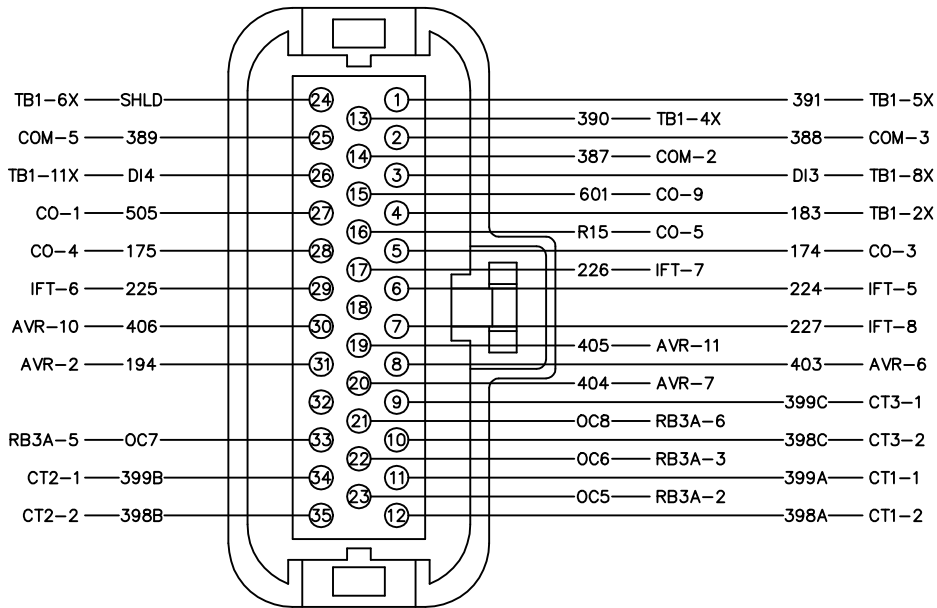 TB1-6X SHLD 24 1 391 TB1-5X
13 390 TB1-4X
COM-5 389 25 2 388 COM-3
14 387 COM-2
TB1-11X DI4 26 3 DI3 TB1-8X
15 601 CO-9
CO-1 505 27 4 183 TB1-2X
16 R15 CO-5
CO-4 175 28 5 174 CO-3
17 226 IFT-7
IFT-6 225 29 6 224 IFT-5
18
AVR-10 406 30 7 227 IFT-8
19 405 AVR-11
AVR-2 194 31 8 403 AVR-6
20 404 AVR-7
32 9 399C CT3-1
21 OC8 RB3A-6
RB3A-5 OC7 33 10 398C CT3-2
22 OC6 RB3A-3
CT2-1 399B 34 11 399A CT1-1
23 OC5 RB3A-2
CT2-2 398B 35 12 398A CT1-2